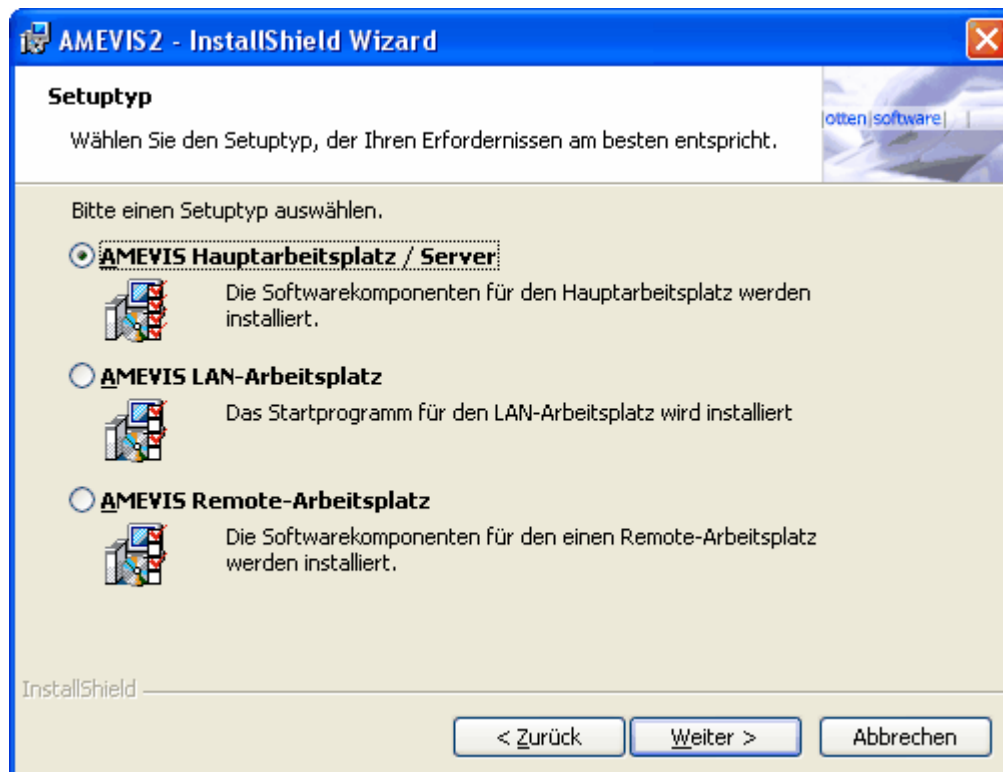 AMEVIS2 - InstallShield Wizard
Setuptyp
Wählen Sie den Setuptyp, der Ihren Erfordernissen am besten entspricht.
|otten|software| |
Bitte einen Setuptyp auswählen.
AMEVIS Hauptarbeitsplatz / Server
Die Softwarekomponenten für den Hauptarbeitsplatz werden
installiert.
AMEVIS LAN-Arbeitsplatz
Das Startprogramm für den LAN-Arbeitsplatz wird installiert
AMEVIS Remote-Arbeitsplatz
Die Softwarekomponenten für den einen Remote-Arbeitsplatz
werden installiert.
InstallShield
< Zurück
Weiter >
Abbrechen